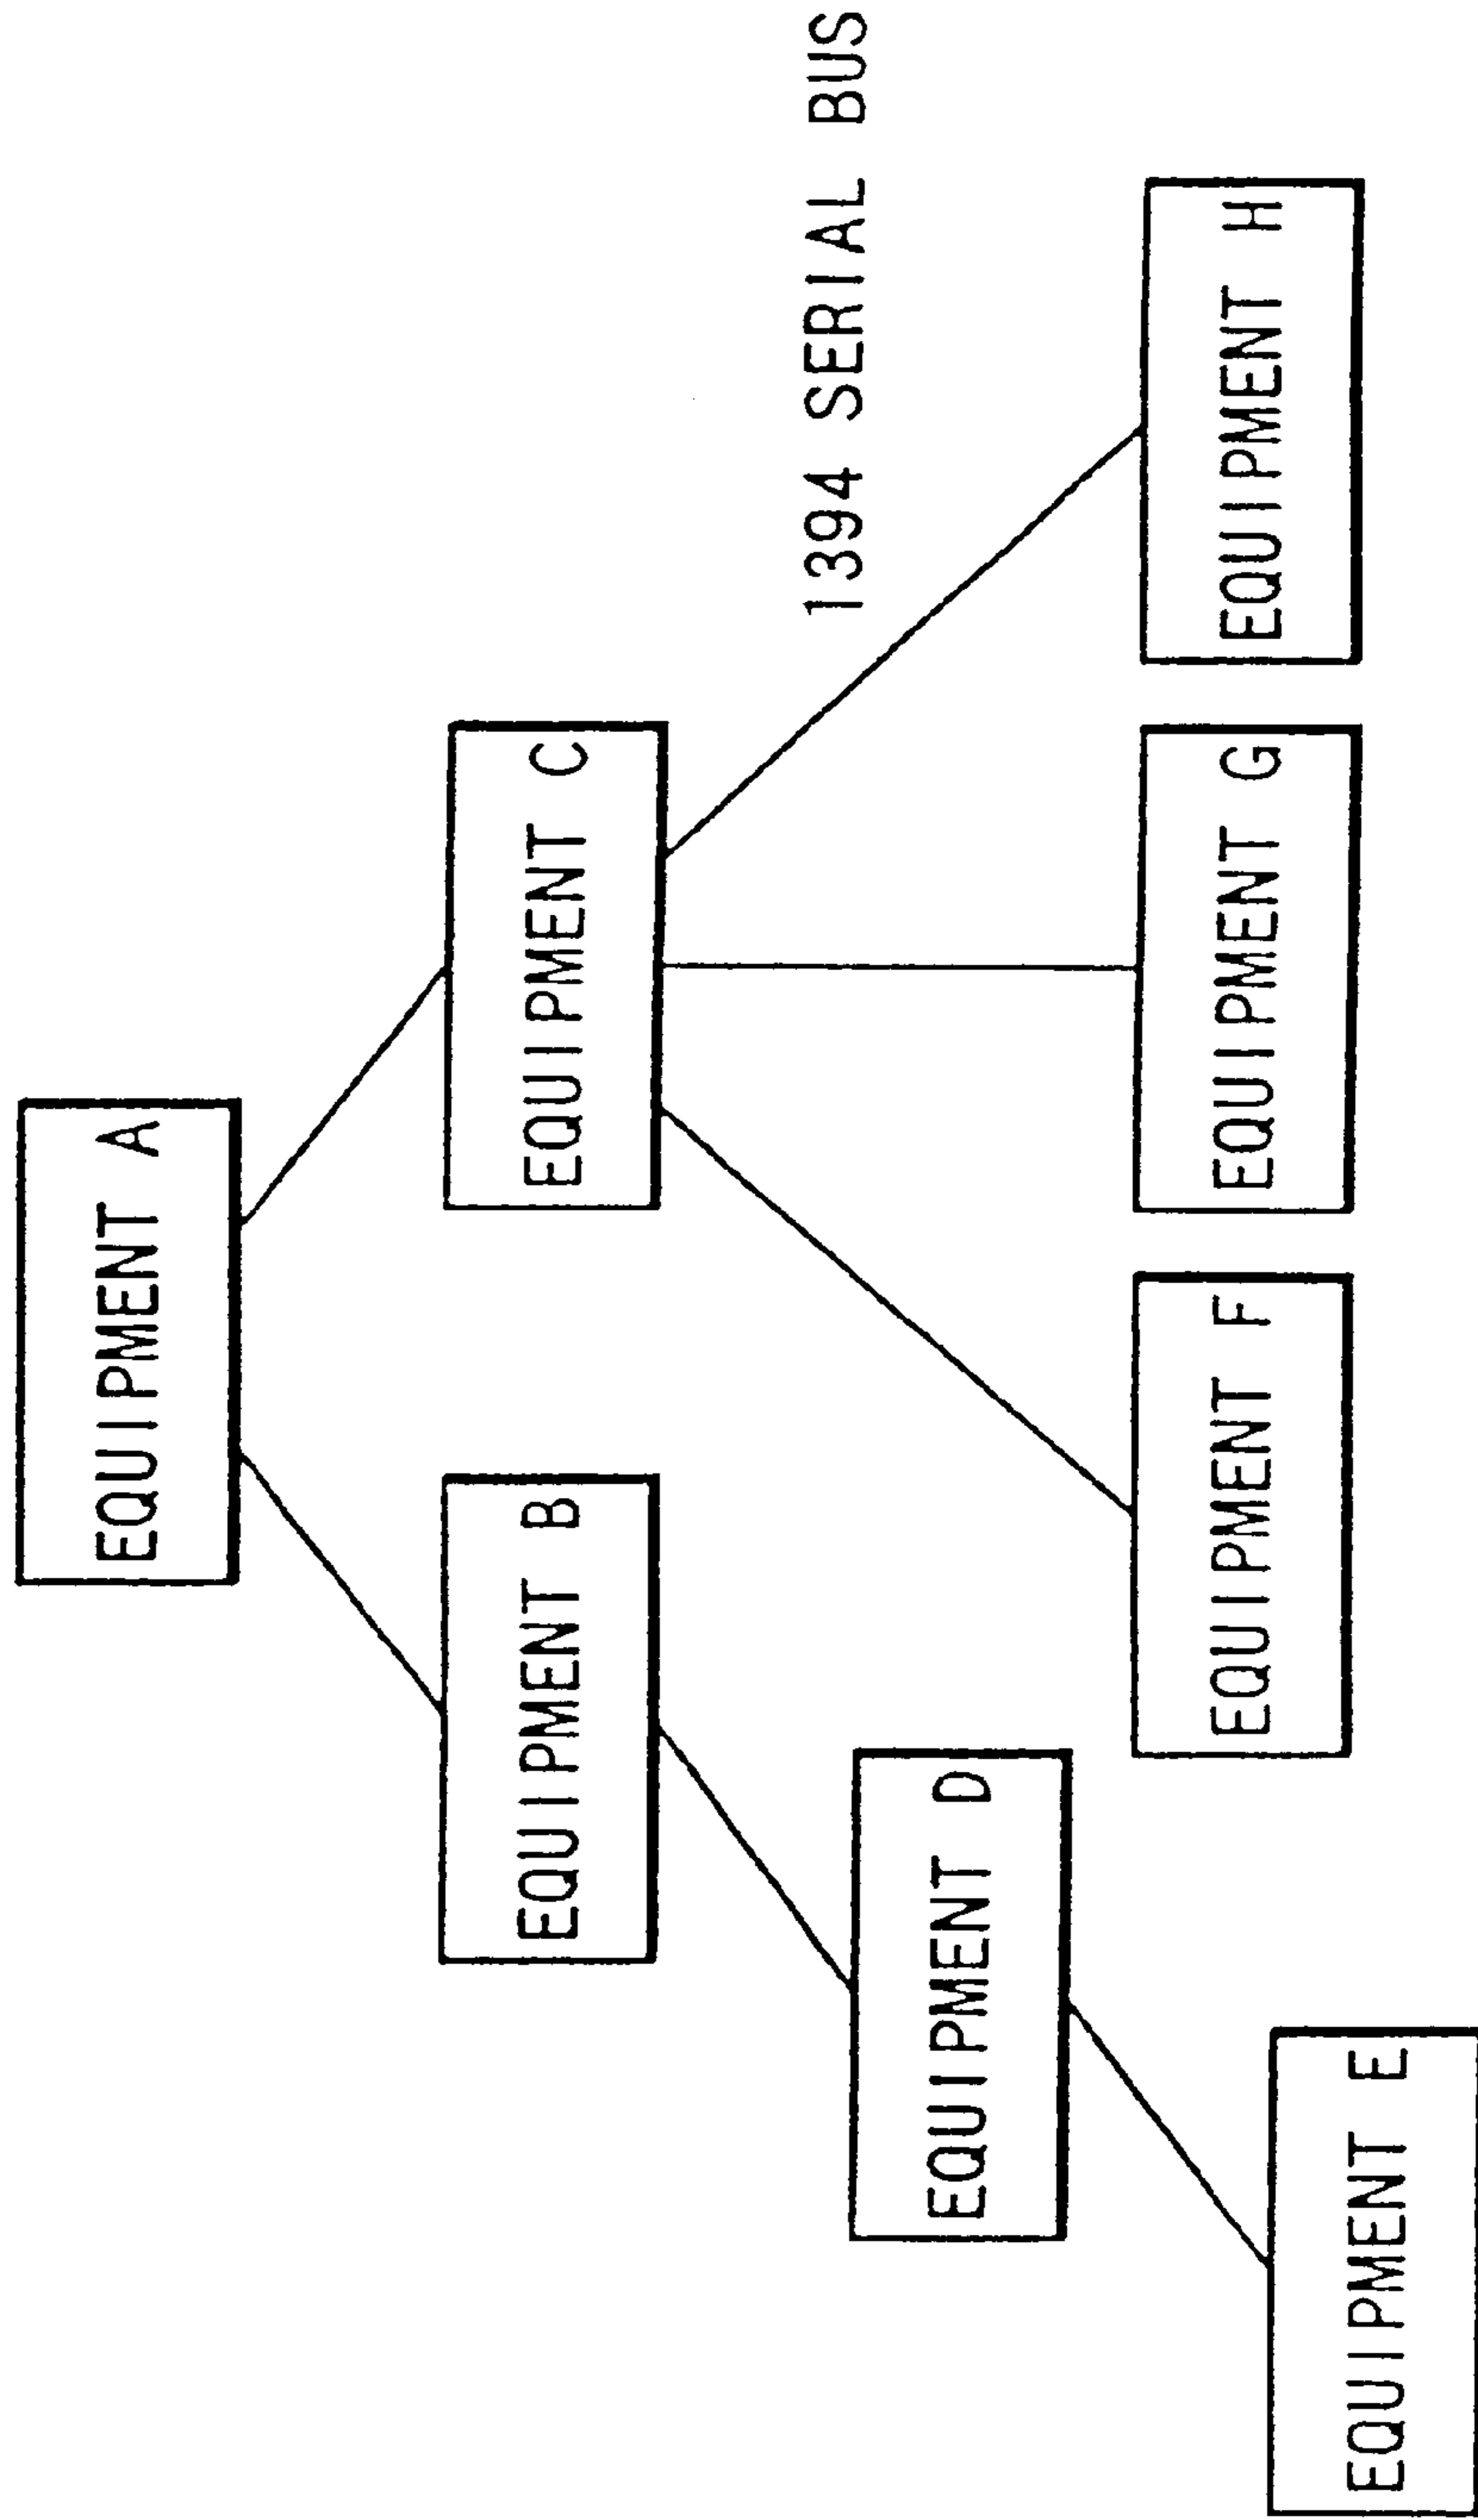 EQUIPMENT A
EQUIPMENT B
EQUIPMENT C
1394 SERIAL BUS
EQUIPMENT D
EQUIPMENT F
EQUIPMENT G
EQUIPMENT H
EQUIPMENT E